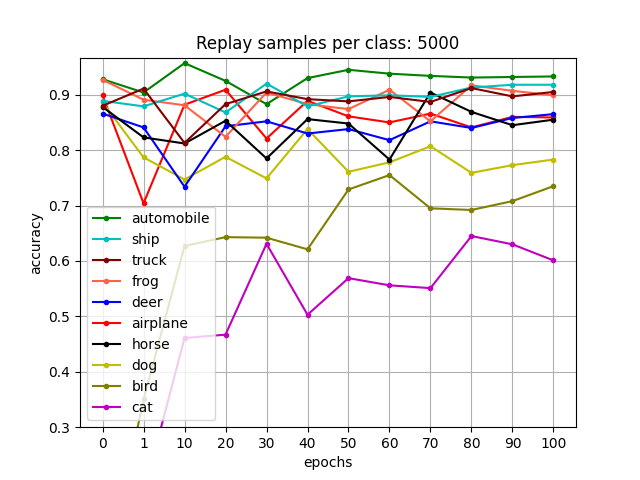 Replay samples per class: 5000
accuracy
0.9
0.8
0.7
0.6
0.5
0.4
0.3
automobile
ship
truck
frog
deer
airplane
horse
dog
bird
cat
0 1 10 20 30 40 50 60 70 80 90 100
epochs